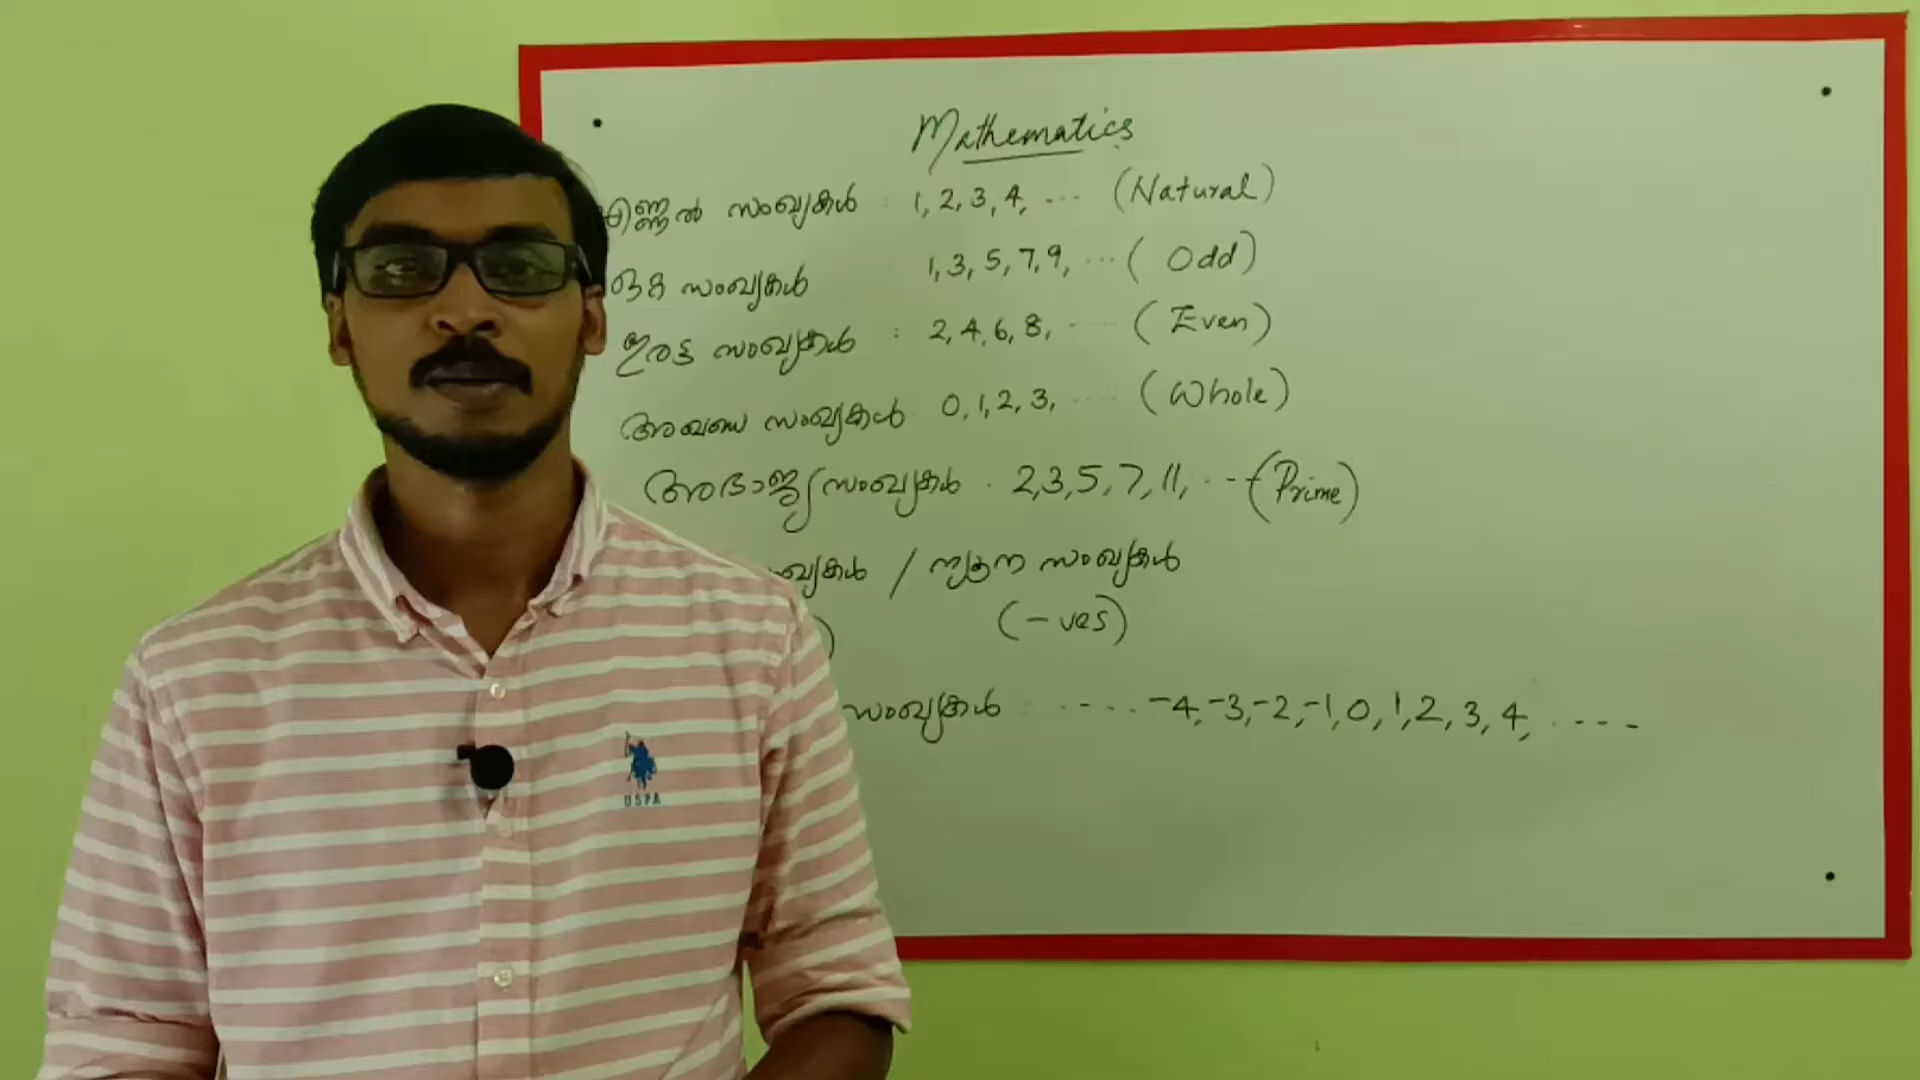 Mathematics
എണ്ണൽ സംഖ്യകൾ : 1, 2, 3, 4, ... (Natural)
ഒറ്റ സംഖ്യകൾ 1, 3, 5, 7, 9, ... (Odd)
ഇരട്ട സംഖ്യകൾ : 2, 4, 6, 8, ... (Even)
അഖണ്ഡ സംഖ്യകൾ 0, 1, 2, 3, .... (Whole)
അഭാജ്യ സംഖ്യകൾ . 2, 3, 5, 7, 11, . -- (Prime)
/ ന്യൂന സംഖ്യകൾ
(-ves)
സംഖ്യകൾ : ---. -4, -3, -2, -1, 0, 1, 2, 3, 4, ----
USPA